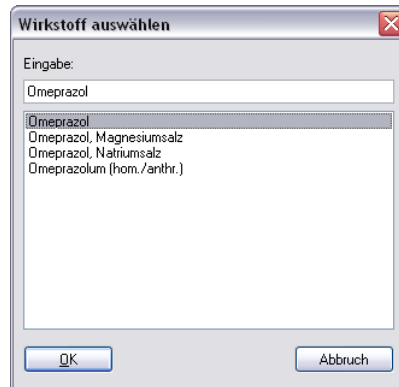 Wirkstoff auswählen
Eingabe:
Omeprazol
Omeprazol
Omeprazol, Magnesiumsalz
Omeprazol, Natriumsalz
Omeprazolum (hom./anthr.)
OK
Abbruch